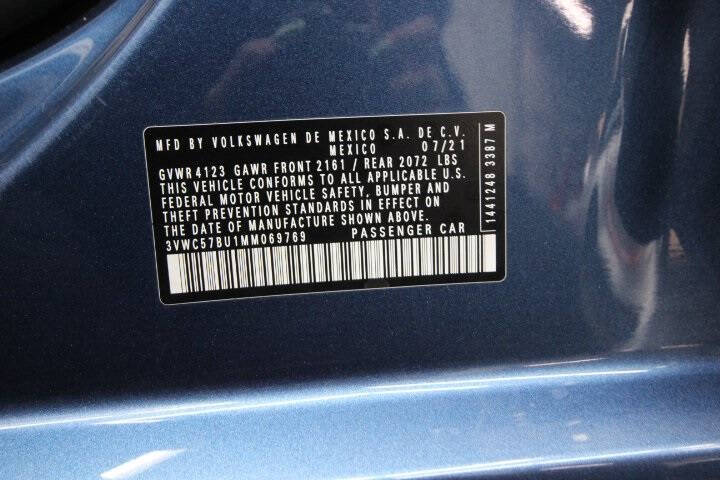 MFD BY VOLKSWAGEN DE MEXICO S.A. DE C.V.
MEXICO 07/21
GVWR 4123 GAWR FRONT 2161 / REAR 2072 LBS
THIS VEHICLE CONFORMS TO ALL APPLICABLE U.S.
FEDERAL MOTOR VEHICLE SAFETY, BUMPER AND
THEFT PREVENTION STANDARDS IN EFFECT ON
THE DATE OF MANUFACTURE SHOWN ABOVE.
3VWC57BU1MM069769 PASSENGER CAR
1441248 3387 M